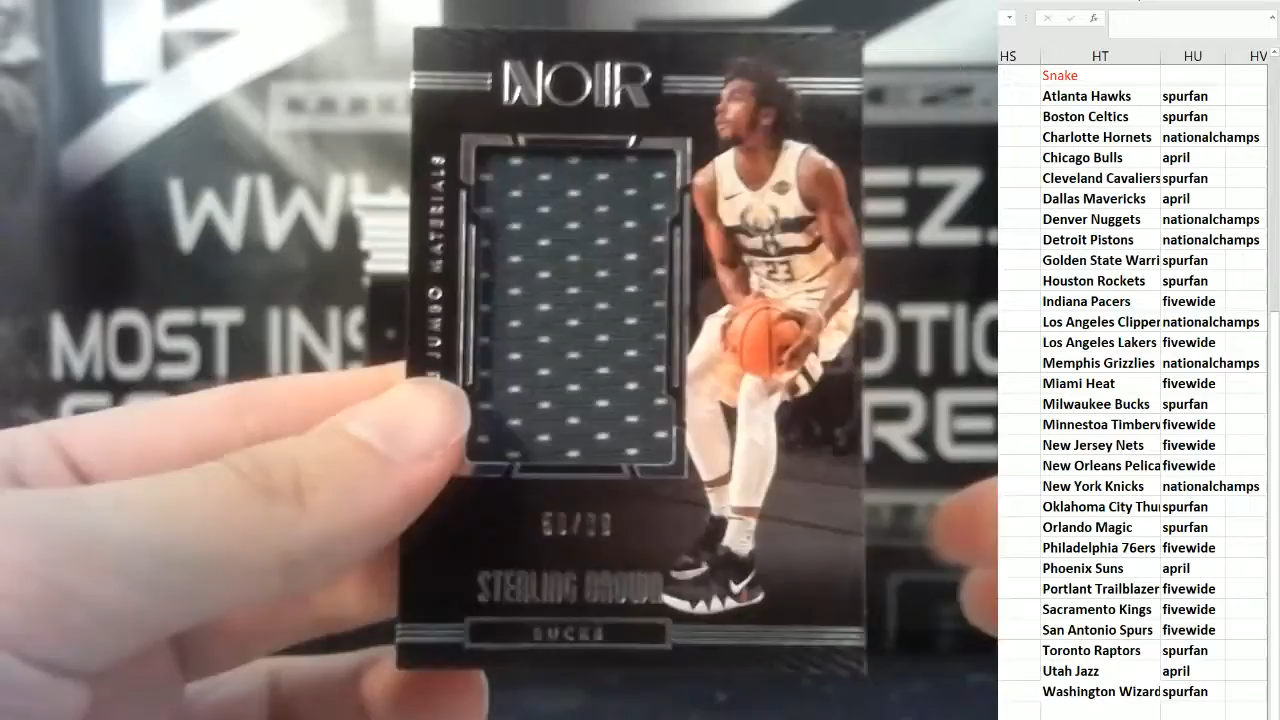 NOIR
JUMBO MATERIALS
STERLING BROWN
BUCKS
23
WWW
EZ.
MOST INS
OTIC
RE
HS HT HU HV
Snake
Atlanta Hawks spurfan
Boston Celtics spurfan
Charlotte Hornets nationalchamps
Chicago Bulls april
Cleveland Cavaliers spurfan
Dallas Mavericks april
Denver Nuggets nationalchamps
Detroit Pistons nationalchamps
Golden State Warri spurfan
Houston Rockets spurfan
Indiana Pacers fivewide
Los Angeles Clipper nationalchamps
Los Angeles Lakers fivewide
Memphis Grizzlies nationalchamps
Miami Heat fivewide
Milwaukee Bucks spurfan
Minnestoa Timberv fivewide
New Jersey Nets fivewide
New Orleans Pelica fivewide
New York Knicks nationalchamps
Oklahoma City Thu spurfan
Orlando Magic spurfan
Philadelphia 76ers fivewide
Phoenix Suns april
Portlant Trailblazer fivewide
Sacramento Kings fivewide
San Antonio Spurs fivewide
Toronto Raptors spurfan
Utah Jazz april
Washington Wizard spurfan